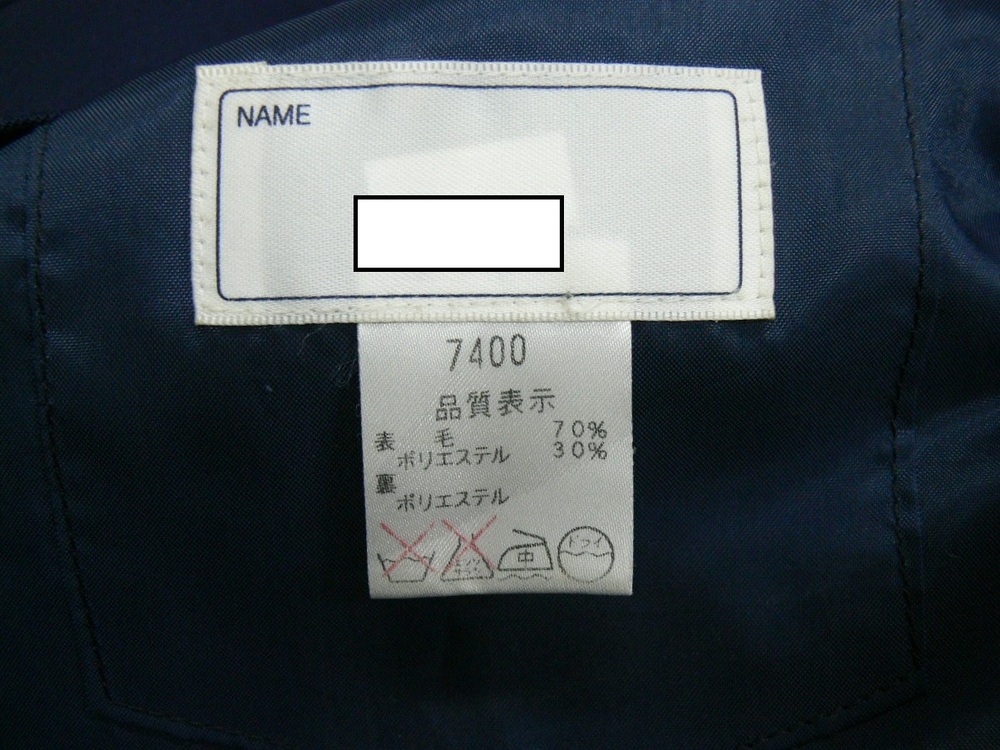 NAME
7400
品質表示
表 毛 70%
ポリエステル 30%
裏
ポリエステル
中 ドライ